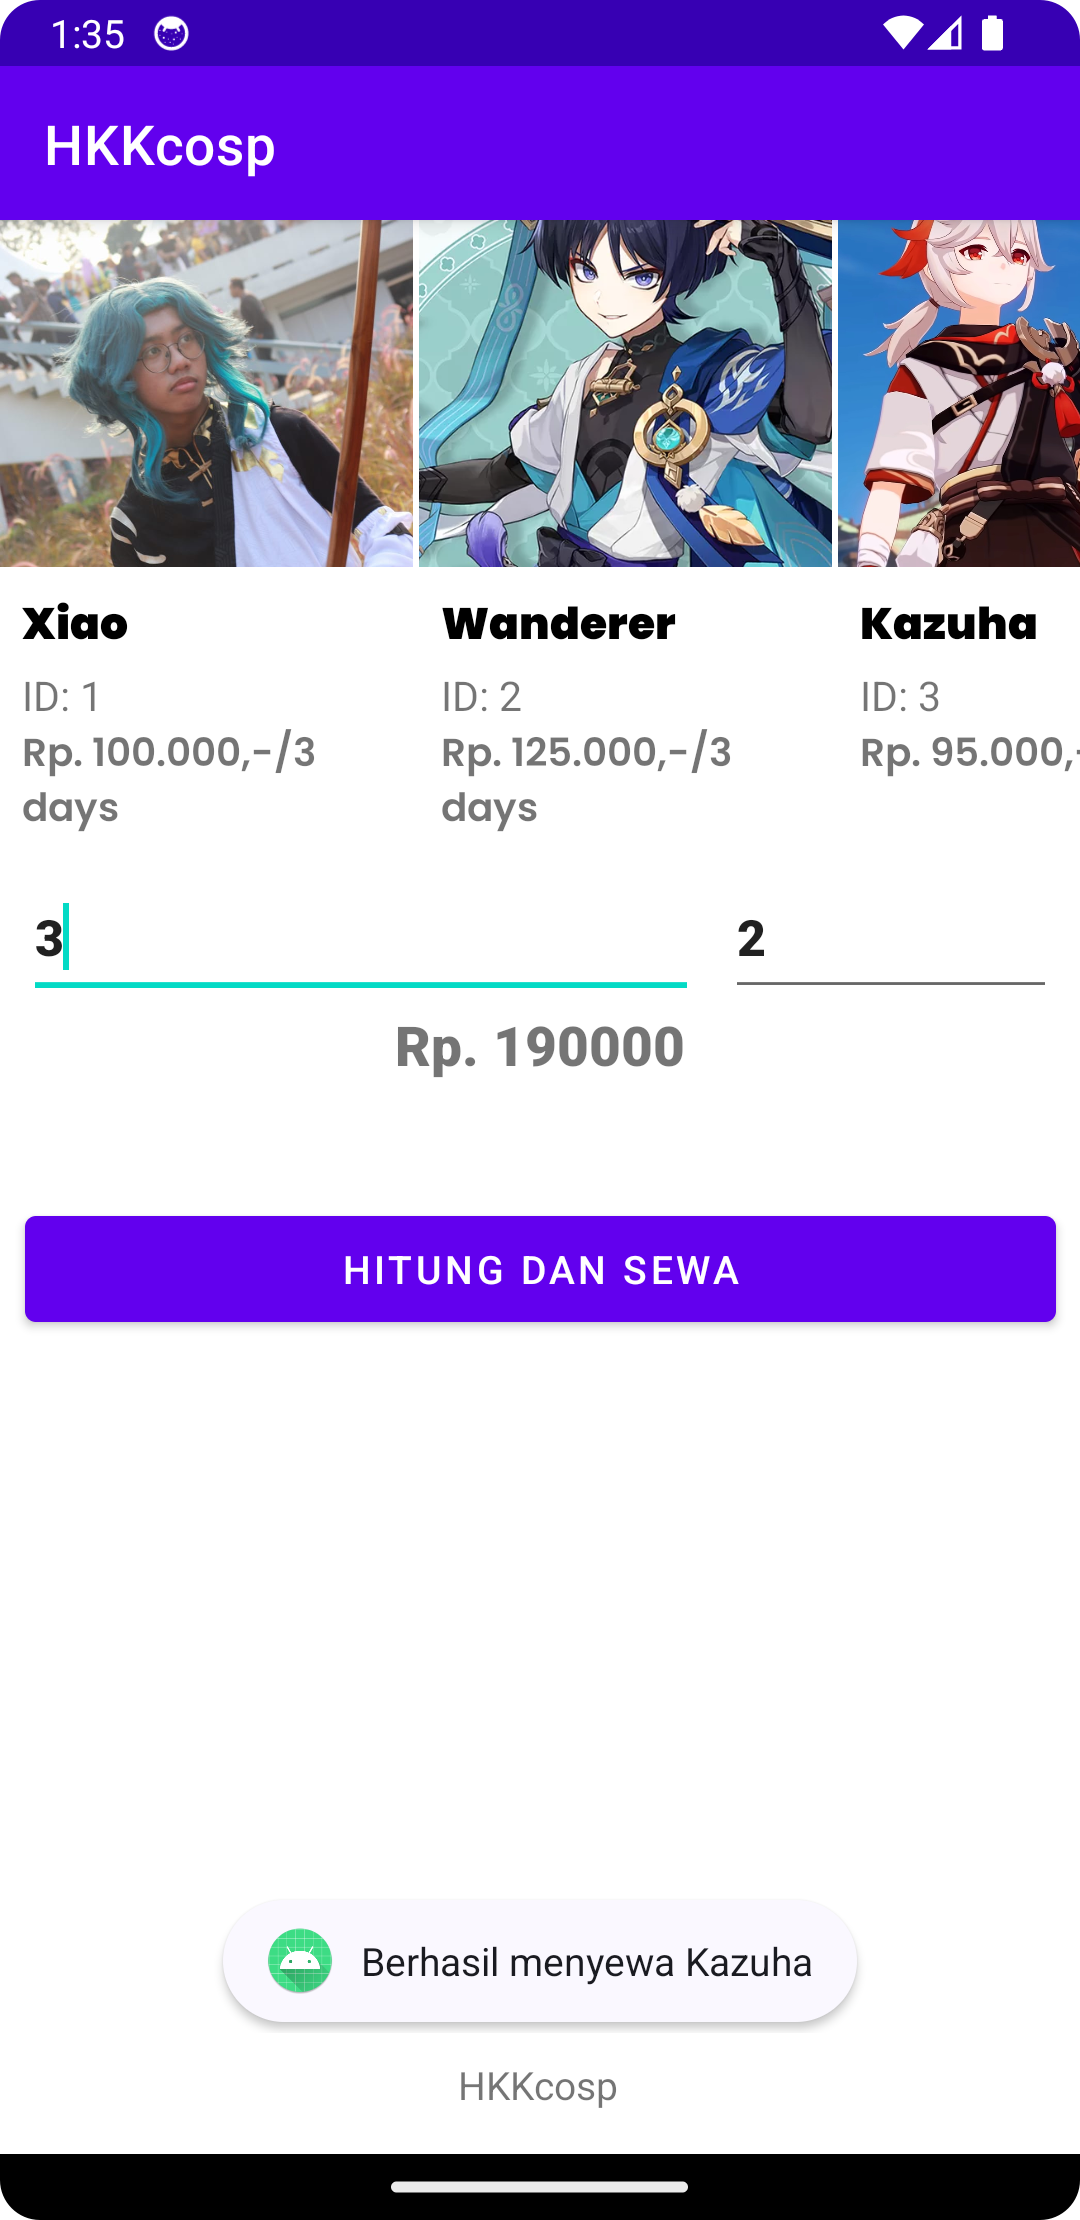 1:35
HKKcosp
Xiao
ID: 1
Rp. 100.000,-/3
days
Wanderer
ID: 2
Rp. 125.000,-/3
days
Kazuha
ID: 3
Rp. 95.000,-
3
2
Rp. 190000
HITUNG DAN SEWA
Berhasil menyewa Kazuha
HKKcosp